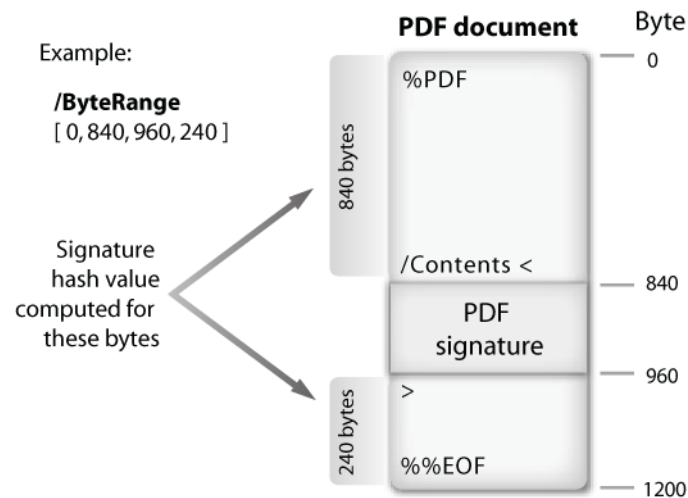 PDF document
Byte
Example:
/ByteRange
[ 0, 840, 960, 240 ]
0
%PDF
840 bytes
Signature
hash value
computed for
these bytes
/Contents <
840
PDF
signature
960
>
240 bytes
%%EOF
1200